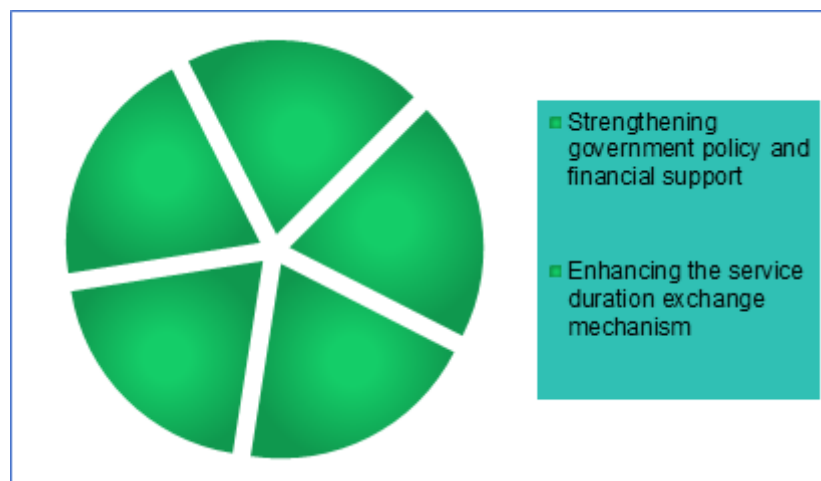 Strengthening
government policy and
financial support
Enhancing the service
duration exchange
mechanism